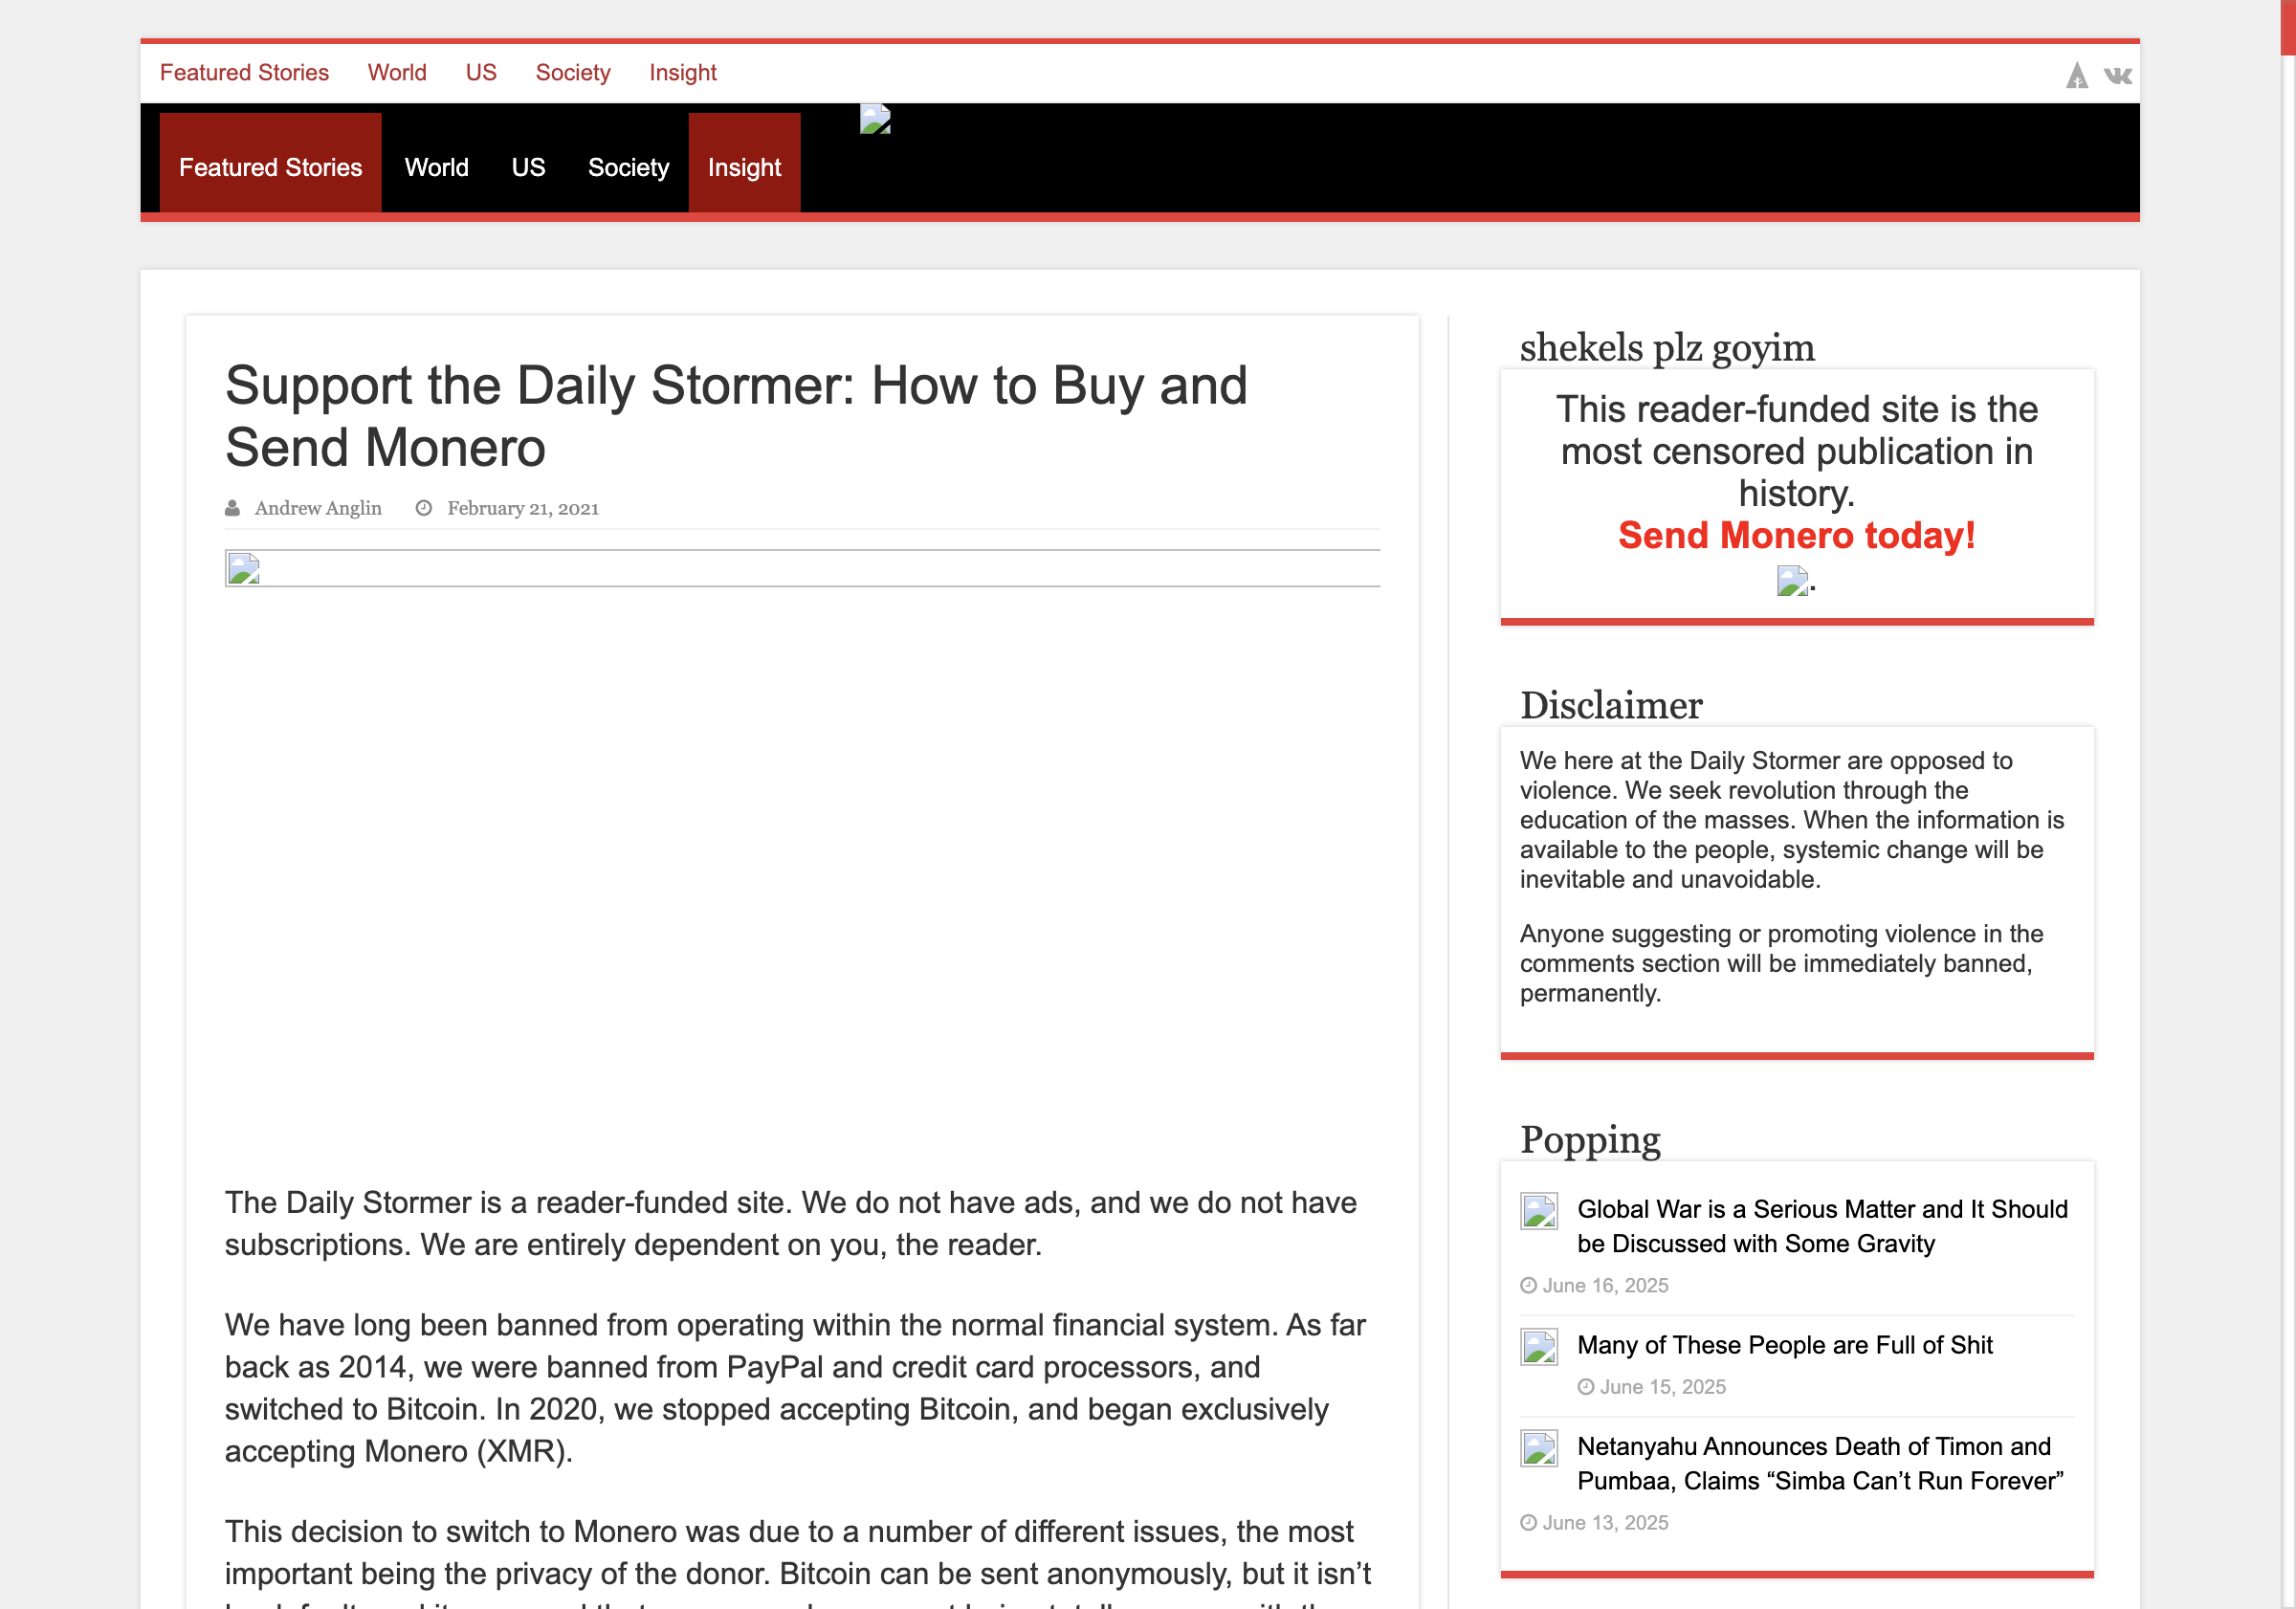 Featured Stories World US Society Insight
Featured Stories World US Society Insight
Support the Daily Stormer: How to Buy and
Send Monero
Andrew Anglin February 21, 2021
The Daily Stormer is a reader-funded site. We do not have ads, and we do not have
subscriptions. We are entirely dependent on you, the reader.
We have long been banned from operating within the normal financial system. As far
back as 2014, we were banned from PayPal and credit card processors, and
switched to Bitcoin. In 2020, we stopped accepting Bitcoin, and began exclusively
accepting Monero (XMR).
This decision to switch to Monero was due to a number of different issues, the most
important being the privacy of the donor. Bitcoin can be sent anonymously, but it isn’t
shekels plz goyim
This reader-funded site is the
most censored publication in
history.
Send Monero today!
.
Disclaimer
We here at the Daily Stormer are opposed to
violence. We seek revolution through the
education of the masses. When the information is
available to the people, systemic change will be
inevitable and unavoidable.
Anyone suggesting or promoting violence in the
comments section will be immediately banned,
permanently.
Popping
Global War is a Serious Matter and It Should
be Discussed with Some Gravity
June 16, 2025
Many of These People are Full of Shit
June 15, 2025
Netanyahu Announces Death of Timon and
Pumbaa, Claims “Simba Can’t Run Forever”
June 13, 2025